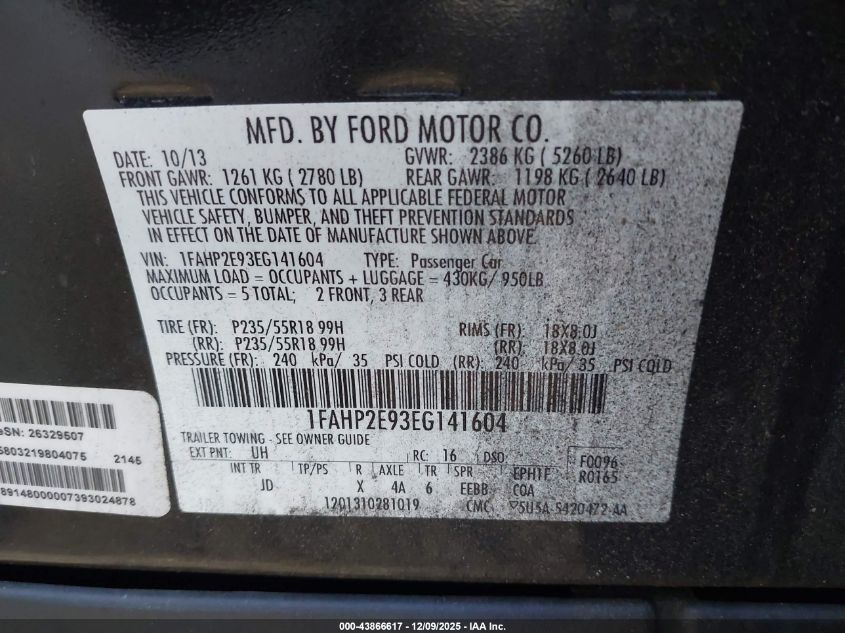 MFD. BY FORD MOTOR CO.
DATE: 10/13 GVWR: 2386 KG ( 5260 LB)
FRONT GAWR: 1261 KG ( 2780 LB) REAR GAWR: 1198 KG ( 2640 LB)
THIS VEHICLE CONFORMS TO ALL APPLICABLE FEDERAL MOTOR
VEHICLE SAFETY, BUMPER, AND THEFT PREVENTION STANDARDS
IN EFFECT ON THE DATE OF MANUFACTURE SHOWN ABOVE.
VIN: 1FAHP2E93EG141604 TYPE: Passenger Car
MAXIMUM LOAD = OCCUPANTS + LUGGAGE = 430KG/ 950LB
OCCUPANTS = 5 TOTAL; 2 FRONT, 3 REAR
TIRE (FR): P235/55R18 99H RIMS (FR): 18X8.0J
(RR): P235/55R18 99H (RR): 18X8.0J
PRESSURE (FR): 240 kPa/ 35 PSI COLD (RR): 240 kPa/ 35 PSI COLD
1FAHP2E93EG141604
TRAILER TOWING - SEE OWNER GUIDE
EXT PNT: UH RC: 16 DSO: F0096
INT TR TP/PS R AXLE TR SPR EPH1F R0165
JD X 4A 6 EEBB COA
1201310281019 CMC
SN: 26329507
5803219804075 2145
89148000007393024878
000-43866617 - 12/09/2025 - IAA Inc.